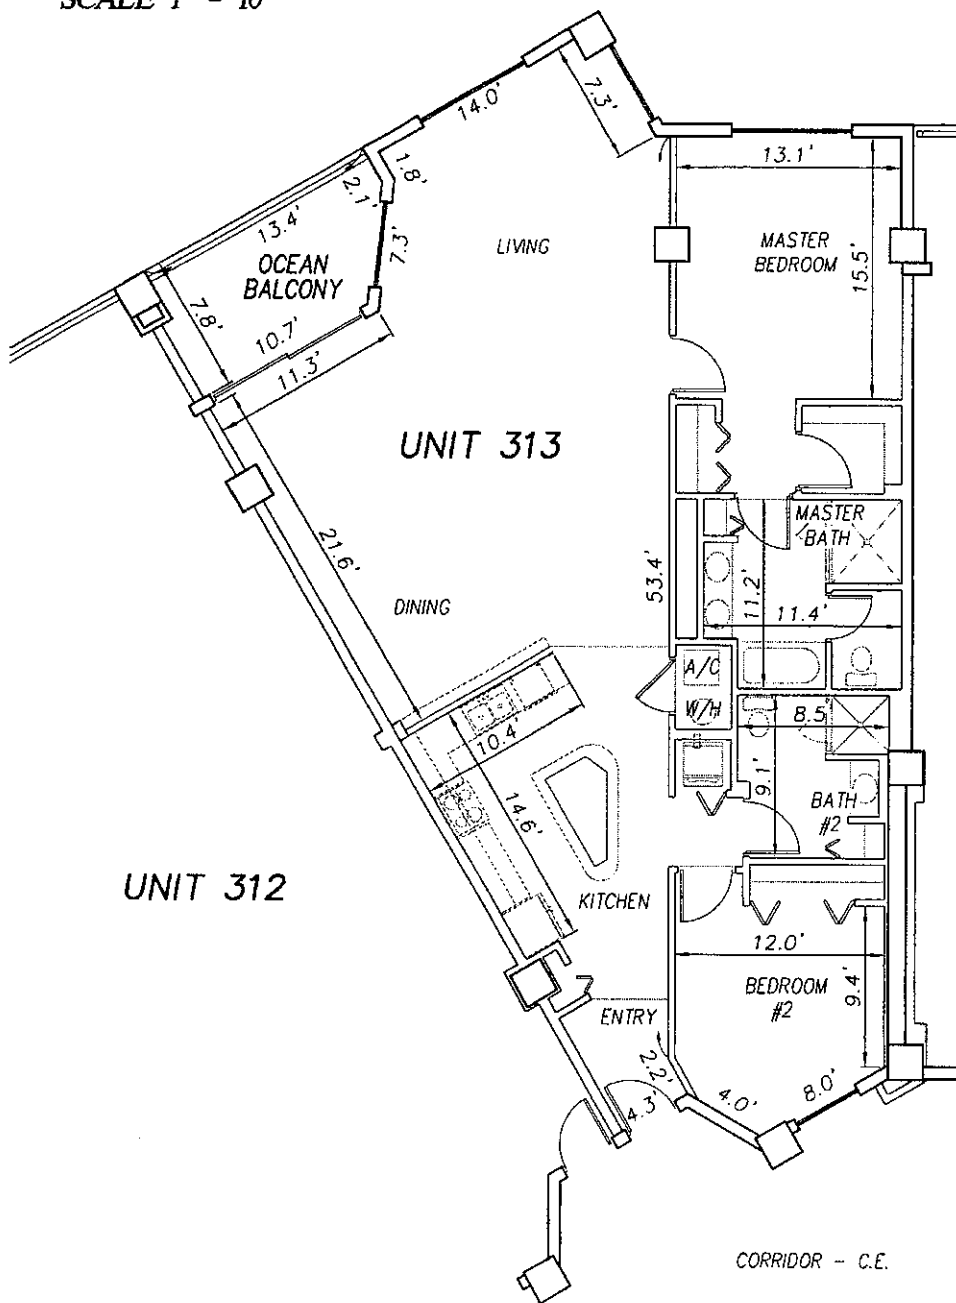 SCALE 1" = 10'
14.0'
7.3'
1.8'
2.1'
13.4'
7.3'
OCEAN
BALCONY
LIVING
13.1'
MASTER
BEDROOM
15.5'
7.8'
10.7'
11.3'
UNIT 313
21.6'
53.4'
MASTER
BATH
11.2'
11.4'
DINING
A/C
W/H
8.5
10.4'
14.6'
9.1'
BATH
#2
UNIT 312
KITCHEN
12.0'
9.4'
BEDROOM
#2
ENTRY
2.2'
4.3'
4.0'
8.0'
CORRIDOR - C.E.